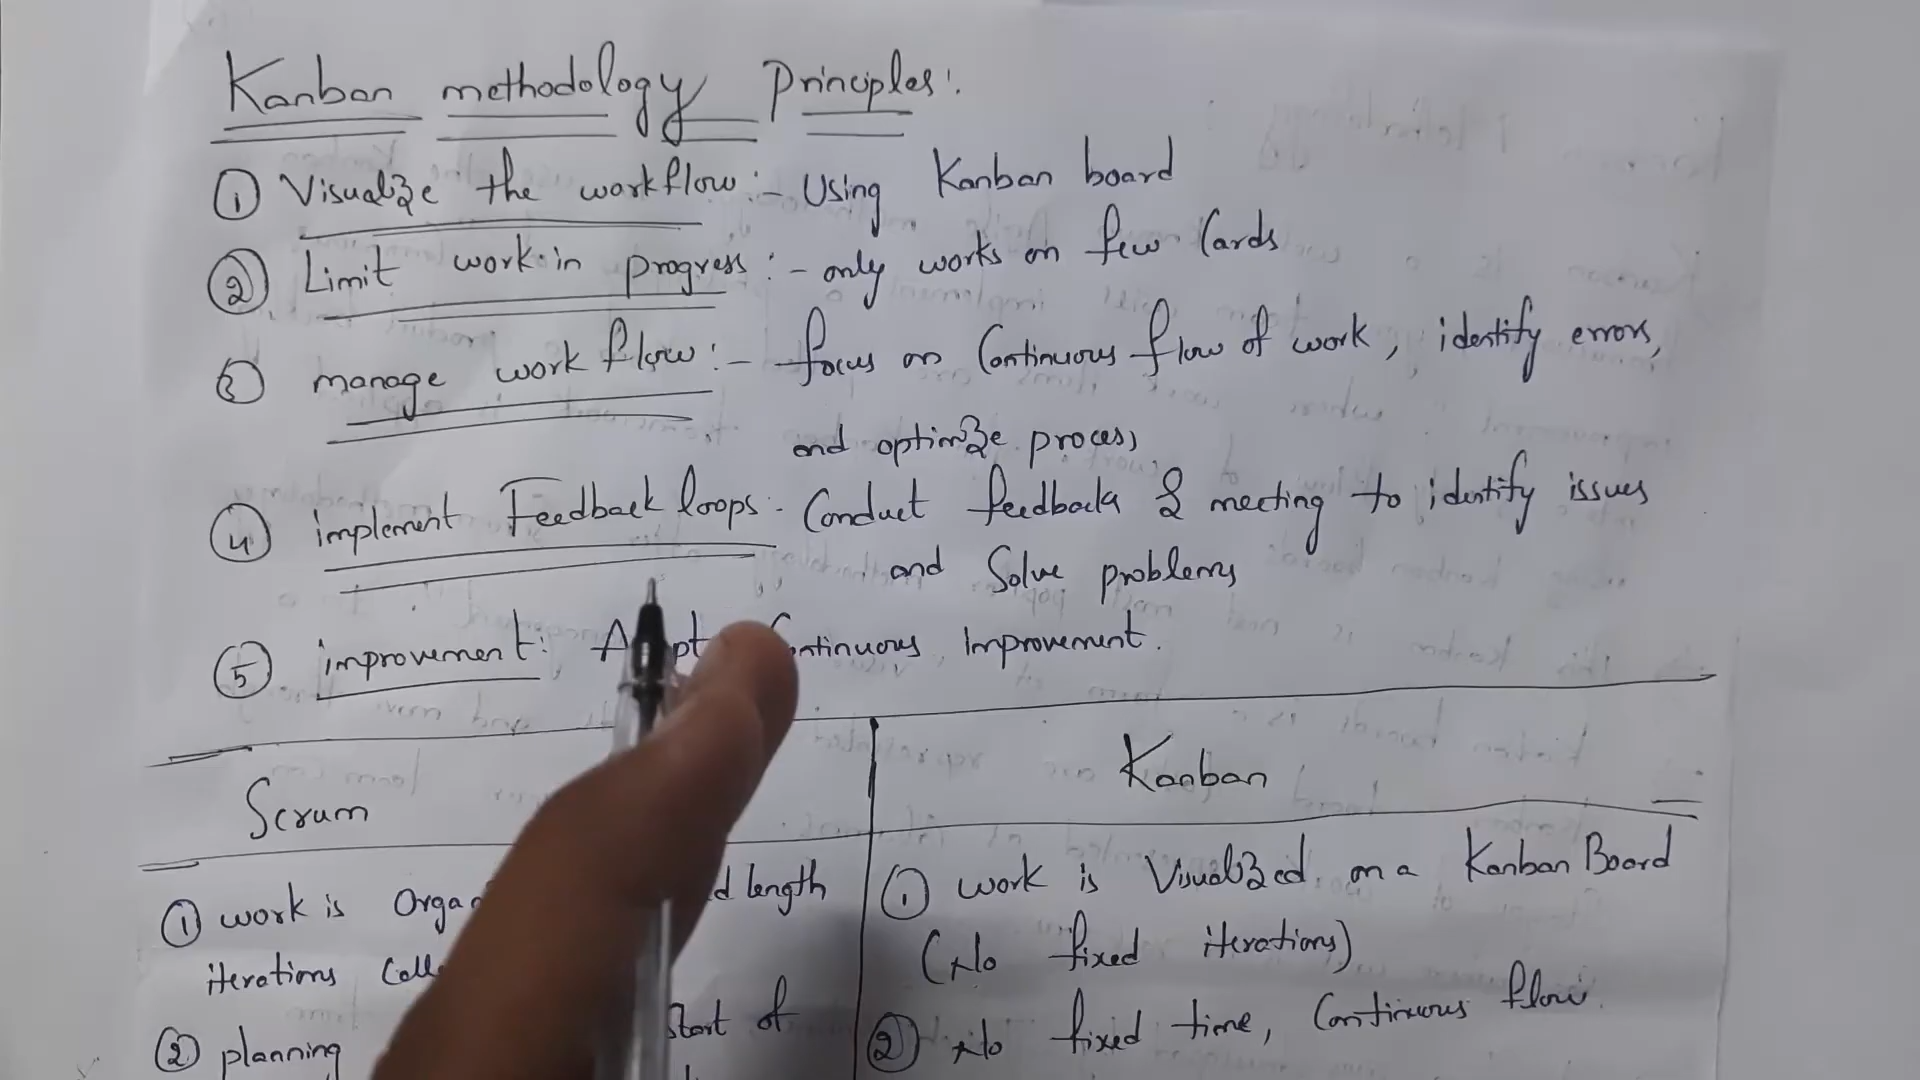 Kanban methodology Principles:
① Visualize the workflow :- Using Kanban board
② Limit work in progress :- only works on few Cards
③ manage work flow :- focus on Continuous flow of work, identify errors,
and optimize process
④ implement Feedback loops - Conduct feedback & meeting to identify issues
and Solve problems
⑤ improvement : Continuous Improvement.
Scrum
Kanban
① work is length
iterations
② planning start of
① work is Visualized on a Kanban Board
(No fixed iterations)
② No fixed time, Continuous flow.